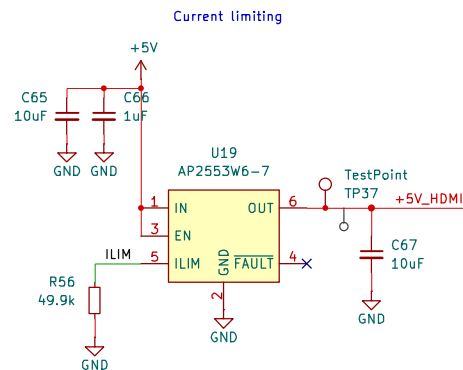 Current limiting
+5V
C65
10uF
C66
1uF
GND
GND
U19
AP2553W6-7
TestPoint
TP37
+5V_HDMI
1
IN
OUT
6
3
EN
ILIM
5
ILIM
GND
FAULT
4
2
C67
10uF
R56
49.9k
GND
GND
GND